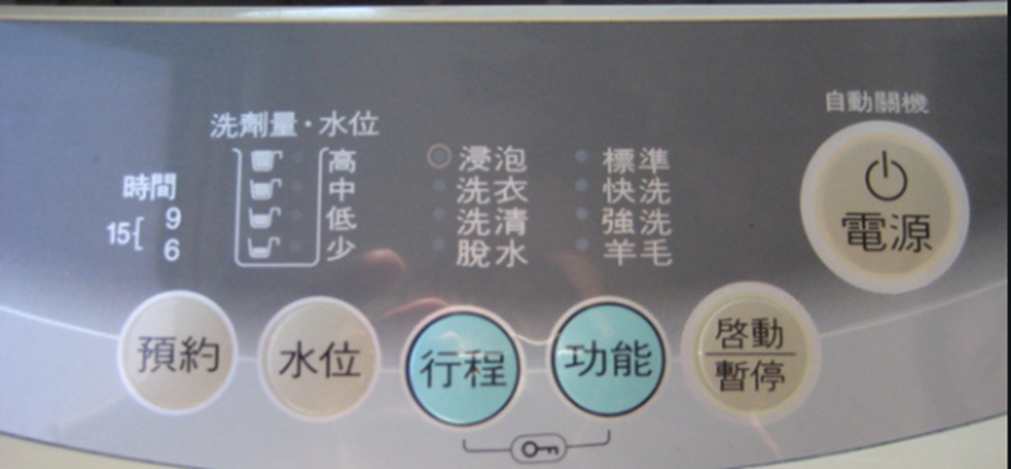 自動關機
電源
洗劑量・水位
高
中
低
少
時間
9
15{
6
浸泡
洗衣
洗清
脫水
標準
快洗
強洗
羊毛
預約
水位
行程
功能
啓動
暫停